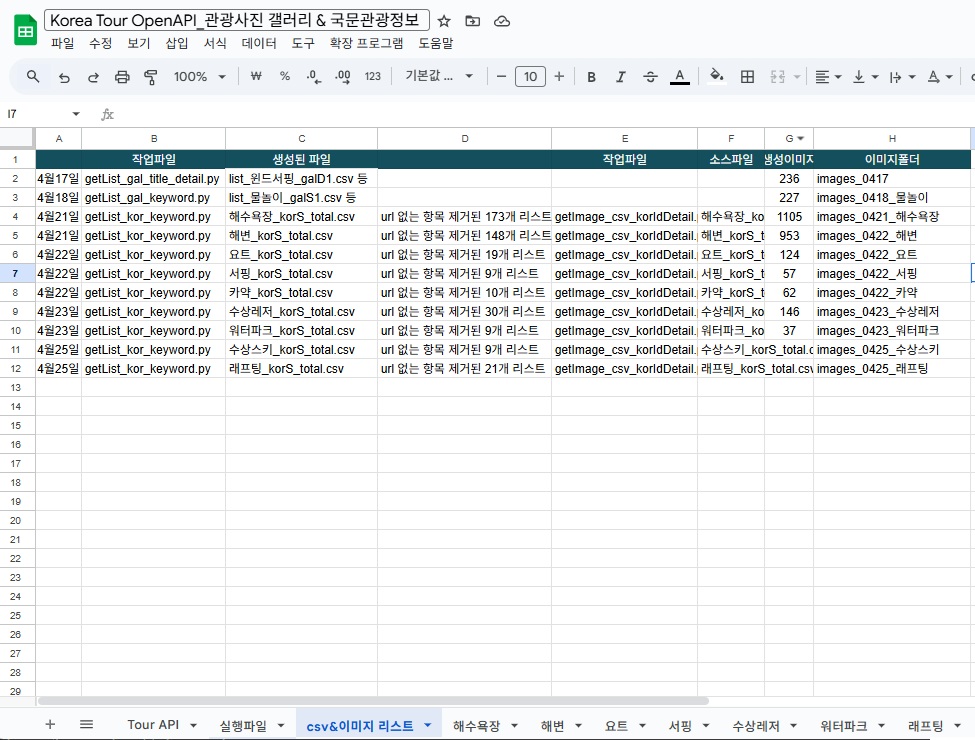 Korea Tour OpenAPI_관광사진 갤러리 & 국문관광정보
파일 수정 보기 삽입 서식 데이터 도구 확장 프로그램 도움말
100% ₩ % .0 .00 123 기본값 ... 10 B I A A
I7 fx
A B C D E F G H
1 작업파일 생성된 파일 작업파일 소스파일 생성이미지 이미지폴더
2 4월17일 getList_gal_title_detail.py list_윈드서핑_galD1.csv 등 236 images_0417
3 4월18일 getList_gal_keyword.py list_물놀이_galS1.csv 등 227 images_0418_물놀이
4 4월21일 getList_kor_keyword.py 해수욕장_korS_total.csv url 없는 항목 제거된 173개 리스트 getImage_csv_korIdDetail. 해수욕장_ko 1105 images_0421_해수욕장
5 4월21일 getList_kor_keyword.py 해변_korS_total.csv url 없는 항목 제거된 148개 리스트 getImage_csv_korIdDetail. 해변_korS_t 953 images_0422_해변
6 4월22일 getList_kor_keyword.py 요트_korS_total.csv url 없는 항목 제거된 19개 리스트 getImage_csv_korIdDetail. 요트_korS_t 124 images_0422_요트
7 4월22일 getList_kor_keyword.py 서핑_korS_total.csv url 없는 항목 제거된 9개 리스트 getImage_csv_korIdDetail. 서핑_korS_t 57 images_0422_서핑
8 4월22일 getList_kor_keyword.py 카약_korS_total.csv url 없는 항목 제거된 10개 리스트 getImage_csv_korIdDetail. 카약_korS_t 62 images_0422_카약
9 4월23일 getList_kor_keyword.py 수상레저_korS_total.csv url 없는 항목 제거된 30개 리스트 getImage_csv_korIdDetail. 수상레저_ko 146 images_0423_수상레저
10 4월23일 getList_kor_keyword.py 워터파크_korS_total.csv url 없는 항목 제거된 9개 리스트 getImage_csv_korIdDetail. 워터파크_ko 37 images_0423_워터파크
11 4월25일 getList_kor_keyword.py 수상스키_korS_total.csv url 없는 항목 제거된 9개 리스트 getImage_csv_korIdDetail. 수상스키_korS_total.c images_0425_수상스키
12 4월25일 getList_kor_keyword.py 래프팅_korS_total.csv url 없는 항목 제거된 21개 리스트 getImage_csv_korIdDetail. 래프팅_korS_total.csv images_0425_래프팅
13
14
15
16
17
18
19
20
21
22
23
24
25
26
27
28
29
Tour API 실행파일 csv&이미지 리스트 해수욕장 해변 요트 서핑 수상레저 워터파크 래프팅